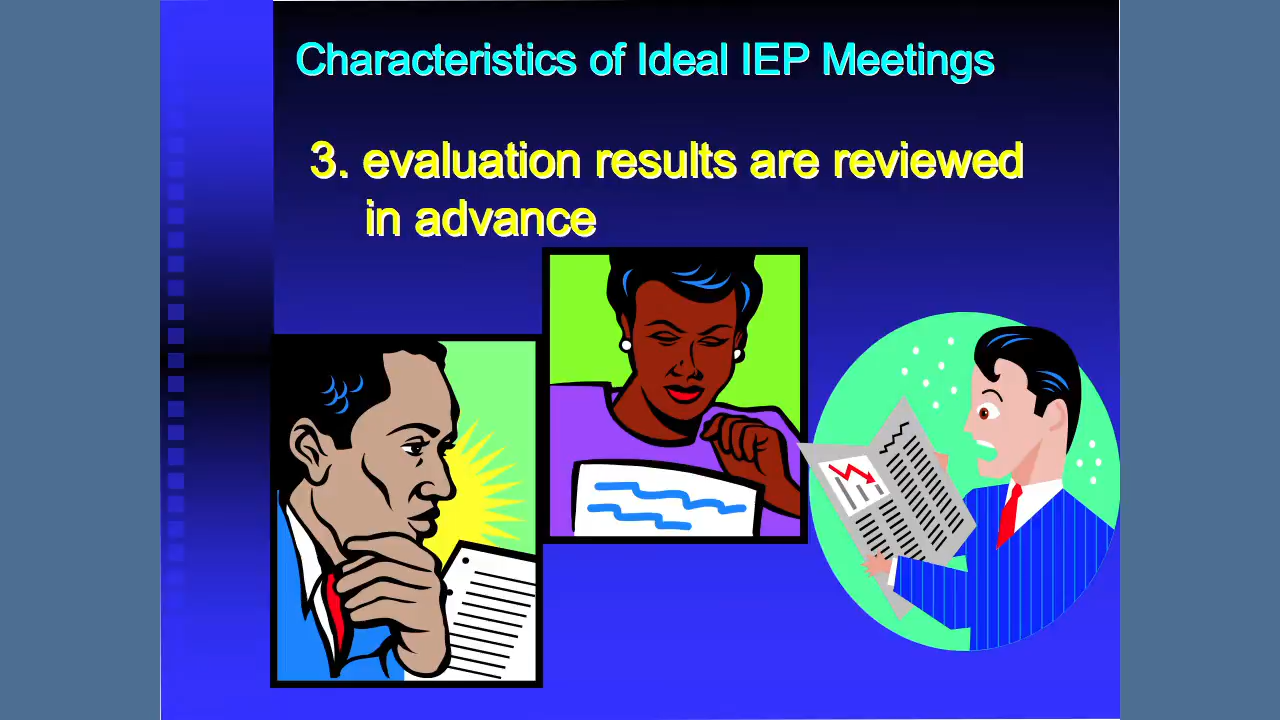 Characteristics of Ideal IEP Meetings
3. evaluation results are reviewed
in advance